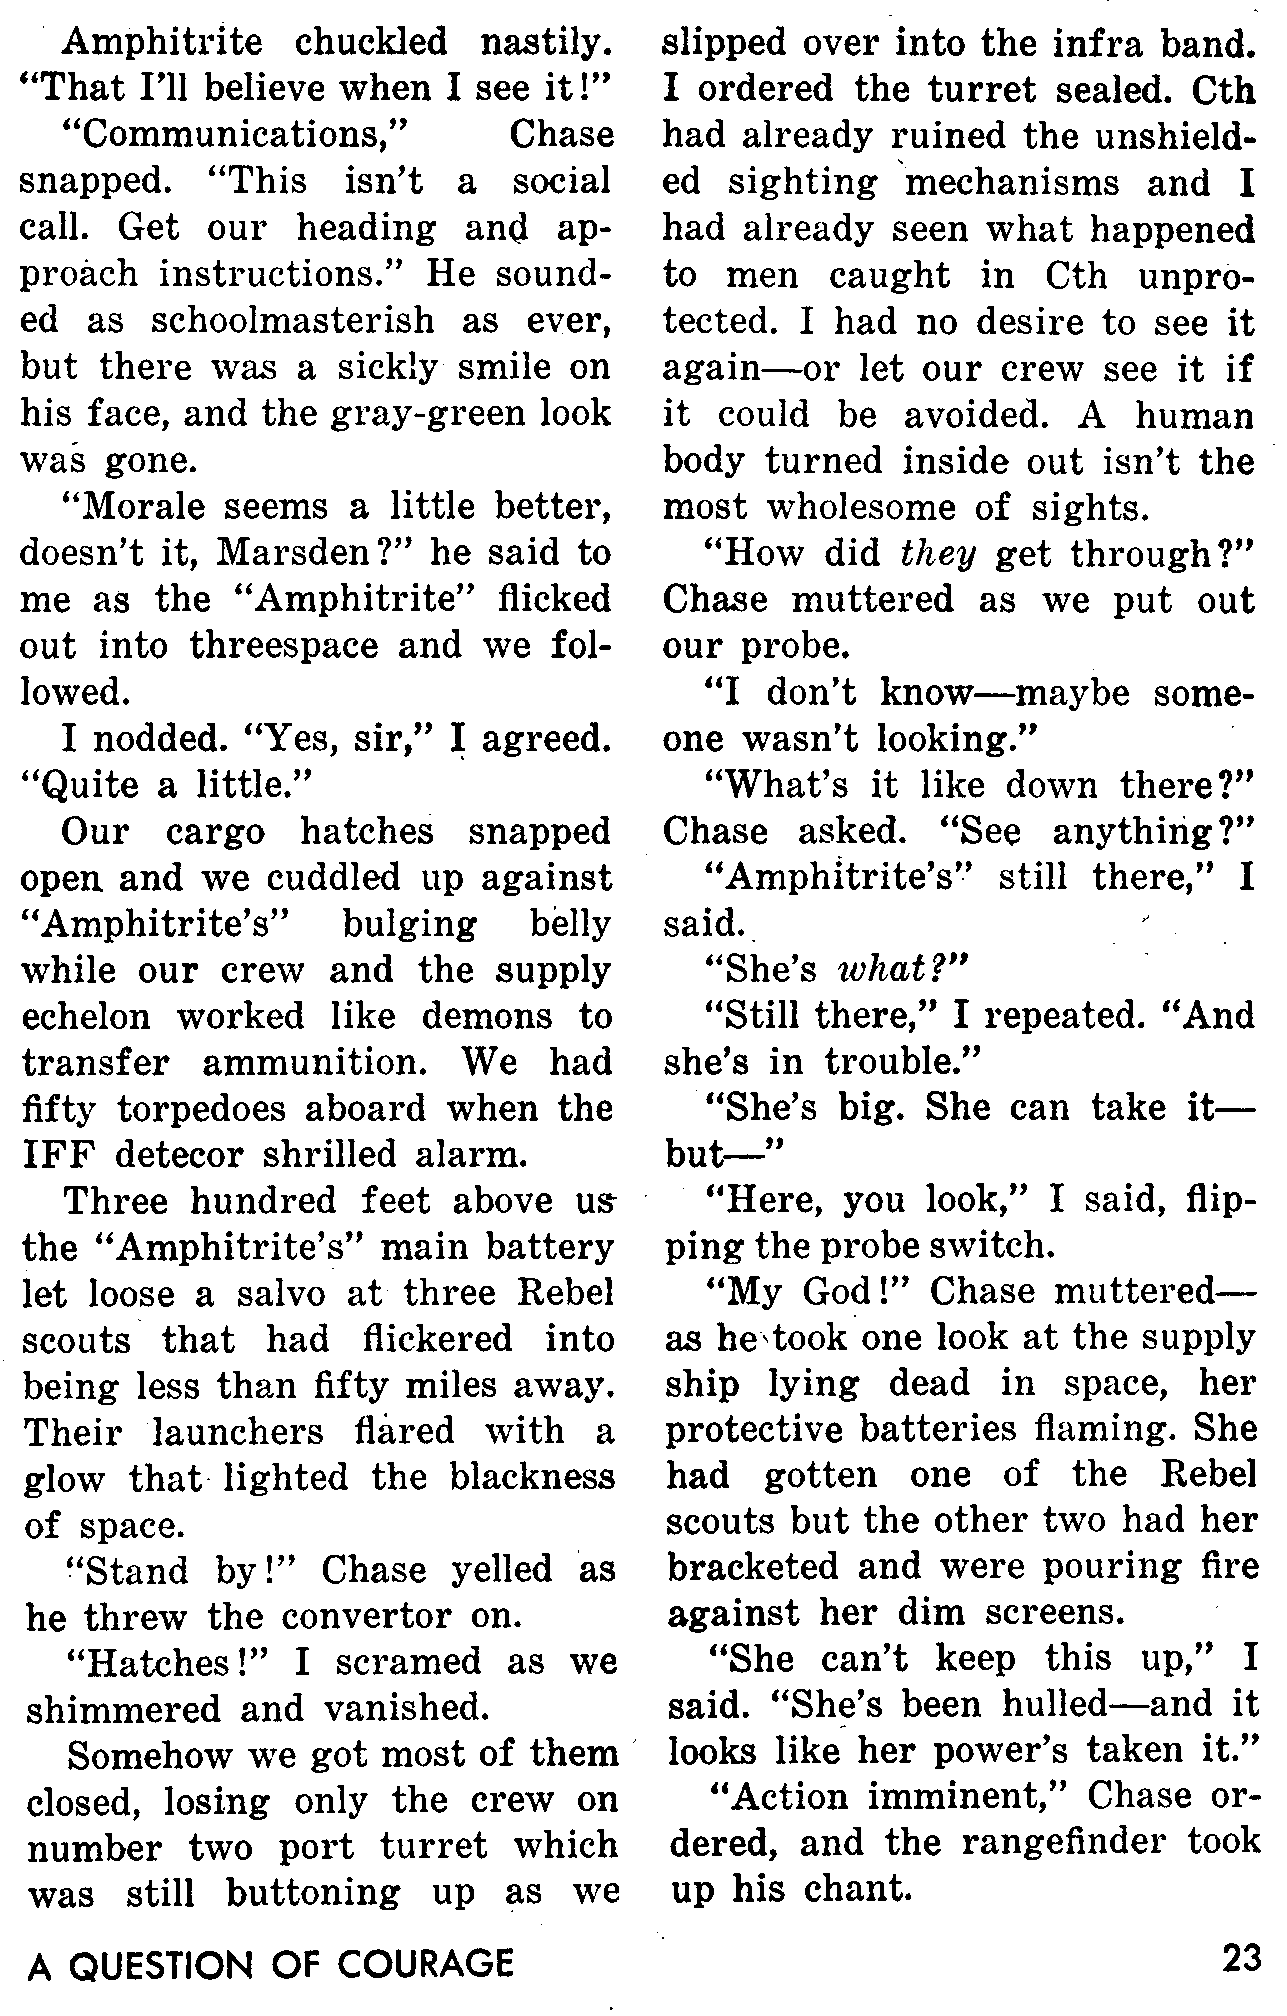 Amphitrite chuckled nastily.
“That I’ll believe when I see it!”
“Communications,” Chase
snapped. “This isn’t a social
call. Get our heading and ap-
proach instructions.” He sound-
ed as schoolmasterish as ever,
but there was a sickly smile on
his face, and the gray-green look
was gone.
“Morale seems a little better,
doesn’t it, Marsden?” he said to
me as the “Amphitrite” flicked
out into threespace and we fol-
lowed.
I nodded. “Yes, sir,” I agreed.
“Quite a little.”
Our cargo hatches snapped
open and we cuddled up against
“Amphitrite’s” bulging belly
while our crew and the supply
echelon worked like demons to
transfer ammunition. We had
fifty torpedoes aboard when the
IFF detecor shrilled alarm.
Three hundred feet above us
the “Amphitrite’s” main battery
let loose a salvo at three Rebel
scouts that had flickered into
being less than fifty miles away.
Their launchers flared with a
glow that lighted the blackness
of space.
“Stand by!” Chase yelled as
he threw the convertor on.
“Hatches!” I scramed as we
shimmered and vanished.
Somehow we got most of them
closed, losing only the crew on
number two port turret which
was still buttoning up as we
slipped over into the infra band.
I ordered the turret sealed. Cth
had already ruined the unshield-
ed sighting mechanisms and I
had already seen what happened
to men caught in Cth unpro-
tected. I had no desire to see it
again—or let our crew see it if
it could be avoided. A human
body turned inside out isn’t the
most wholesome of sights.
“How did they get through?”
Chase muttered as we put out
our probe.
“I don’t know—maybe some-
one wasn’t looking.”
“What’s it like down there?”
Chase asked. “See anything?”
“Amphitrite’s” still there,” I
said.
“She’s what?”
“Still there,” I repeated. “And
she’s in trouble.”
“She’s big. She can take it—
but—”
“Here, you look,” I said, flip-
ping the probe switch.
“My God!” Chase muttered—
as he took one look at the supply
ship lying dead in space, her
protective batteries flaming. She
had gotten one of the Rebel
scouts but the other two had her
bracketed and were pouring fire
against her dim screens.
“She can’t keep this up,” I
said. “She’s been hulled—and it
looks like her power’s taken it.”
“Action imminent,” Chase or-
dered, and the rangefinder took
up his chant.
A QUESTION OF COURAGE 23